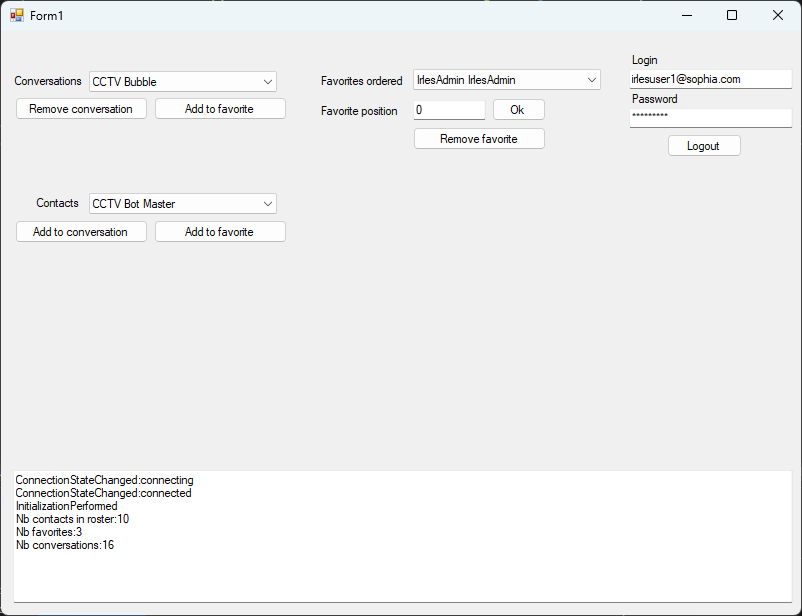 Form1
Login
Conversations CCTV Bubble Favorites ordered IrlesAdmin IrlesAdmin irlesuser1@sophia.com
Remove conversation Add to favorite Favorite position 0 Ok Password
*********
Remove favorite Logout
Contacts CCTV Bot Master
Add to conversation Add to favorite
ConnectionStateChanged:connecting
ConnectionStateChanged:connected
InitializationPerformed
Nb contacts in roster:10
Nb favorites:3
Nb conversations:16